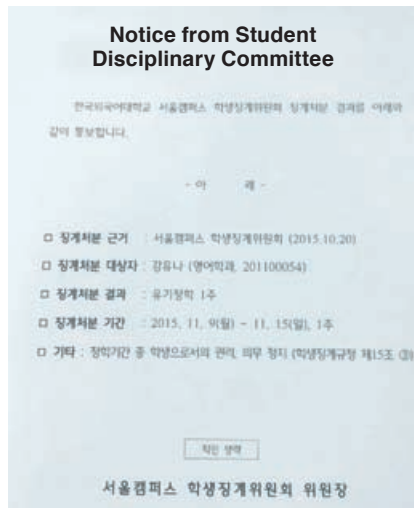 Notice from Student
Disciplinary Committee
한국외국어대학교 서울캠퍼스 학생징계위원회 징계처분 결과를 아래와
같이 통보합니다.
- 아 래 -
□ 징계처분 근거 : 서울캠퍼스 학생징계위원회 (2015.10.20)
□ 징계처분 대상자 : 강유나 (영어학과, 201100054)
□ 징계처분 결과 : 유기정학 1주
□ 징계처분 기간 : 2015. 11. 9(월) ~ 11. 15(일), 1주
□ 기타 : 정학기간 중 학생으로서의 권리, 의무 정지 (학생징계규정 제15조 ③)
직인 생략
서울캠퍼스 학생징계위원회 위원장